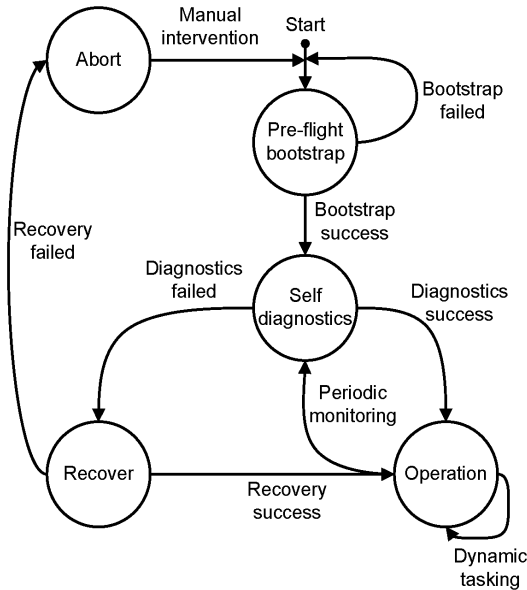 Manual
intervention
Start
Abort
Bootstrap
failed
Pre-flight
bootstrap
Bootstrap
success
Recovery
failed
Diagnostics
failed
Self
diagnostics
Diagnostics
success
Periodic
monitoring
Recover
Recovery
success
Operation
Dynamic
tasking